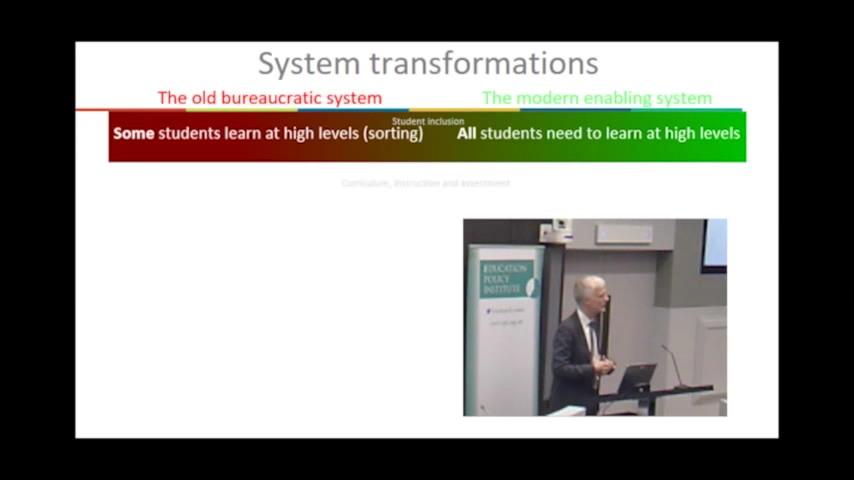 System transformations
The old bureaucratic system
The modern enabling system
Student inclusion
Some students learn at high levels (sorting)
All students need to learn at high levels
Curriculum, instruction and assessment
EDUCATION
POLICY
INSTITUTE